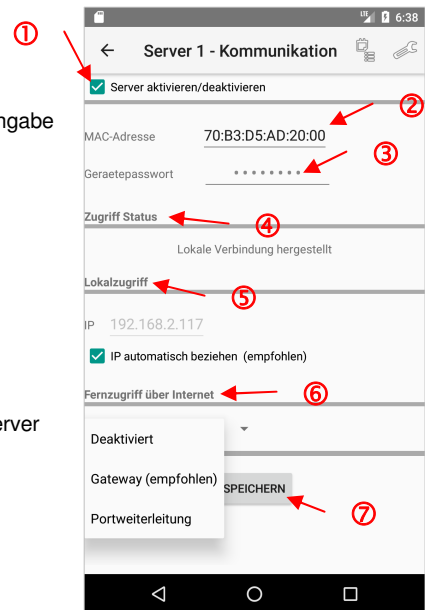 LTE 6:38
①
Server 1 - Kommunikation
Server aktivieren/deaktivieren
②
ngabe
MAC-Adresse 70:B3:D5:AD:20:00
③
Geraetepasswort ••••••••
Zugriff Status
④
Lokale Verbindung hergestellt
Lokalzugriff
⑤
IP 192.168.2.117
IP automatisch beziehen (empfohlen)
Fernzugriff über Internet
⑥
erver
Deaktiviert
Gateway (empfohlen)
SPEICHERN
⑦
Portweiterleitung